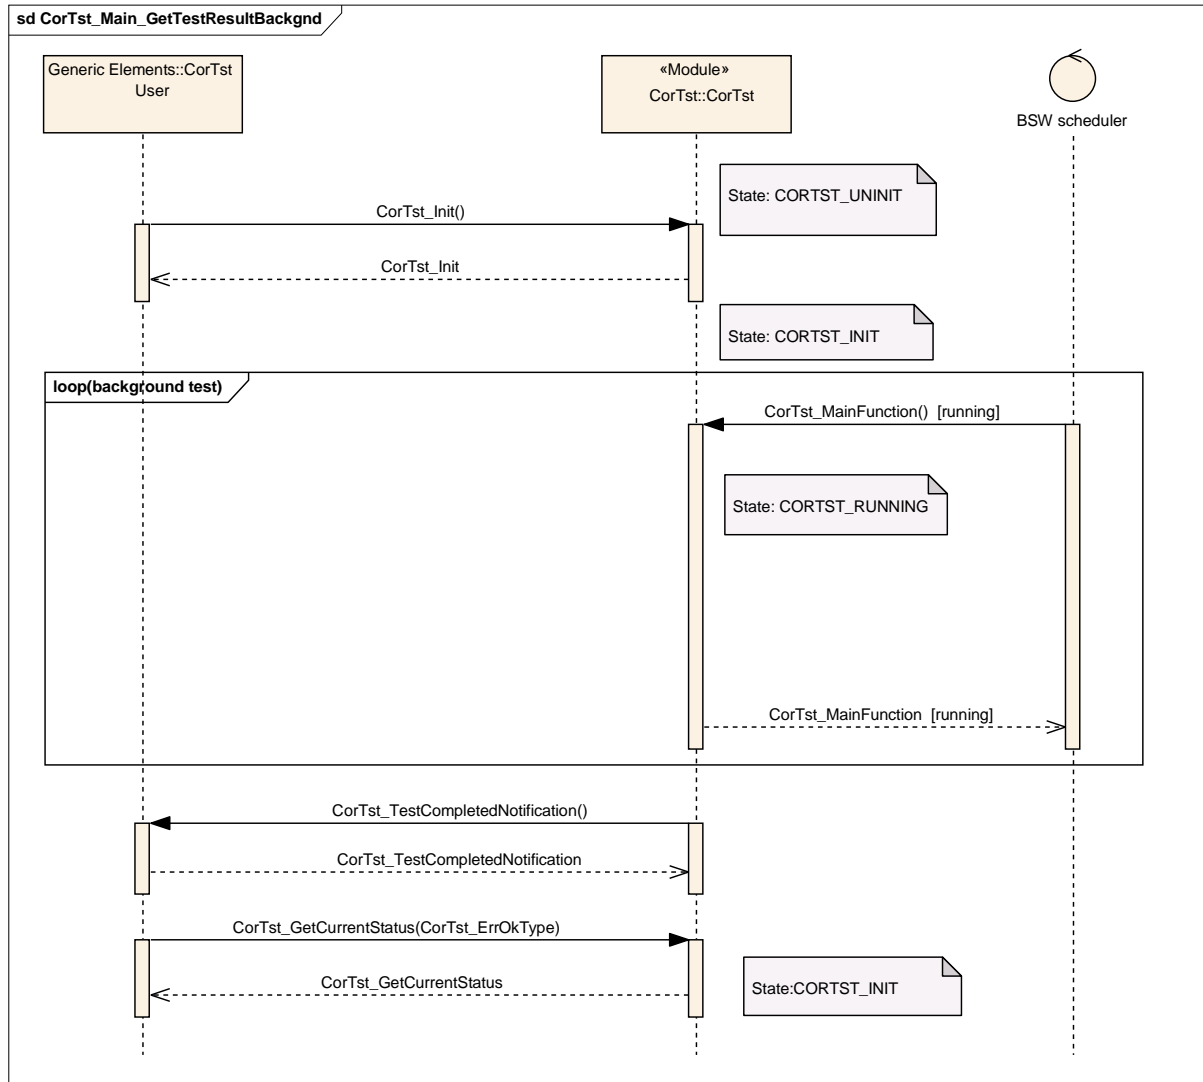 sd CorTst_Main_GetTestResultBackgnd
Generic Elements::CorTst
User
«Module»
CorTst::CorTst
BSW scheduler
State: CORTST_UNINIT
CorTst_Init()
CorTst_Init
State: CORTST_INIT
loop(background test)
CorTst_MainFunction() [running]
State: CORTST_RUNNING
CorTst_MainFunction [running]
CorTst_TestCompletedNotification()
CorTst_TestCompletedNotification
CorTst_GetCurrentStatus(CorTst_ErrOkType)
CorTst_GetCurrentStatus
State:CORTST_INIT